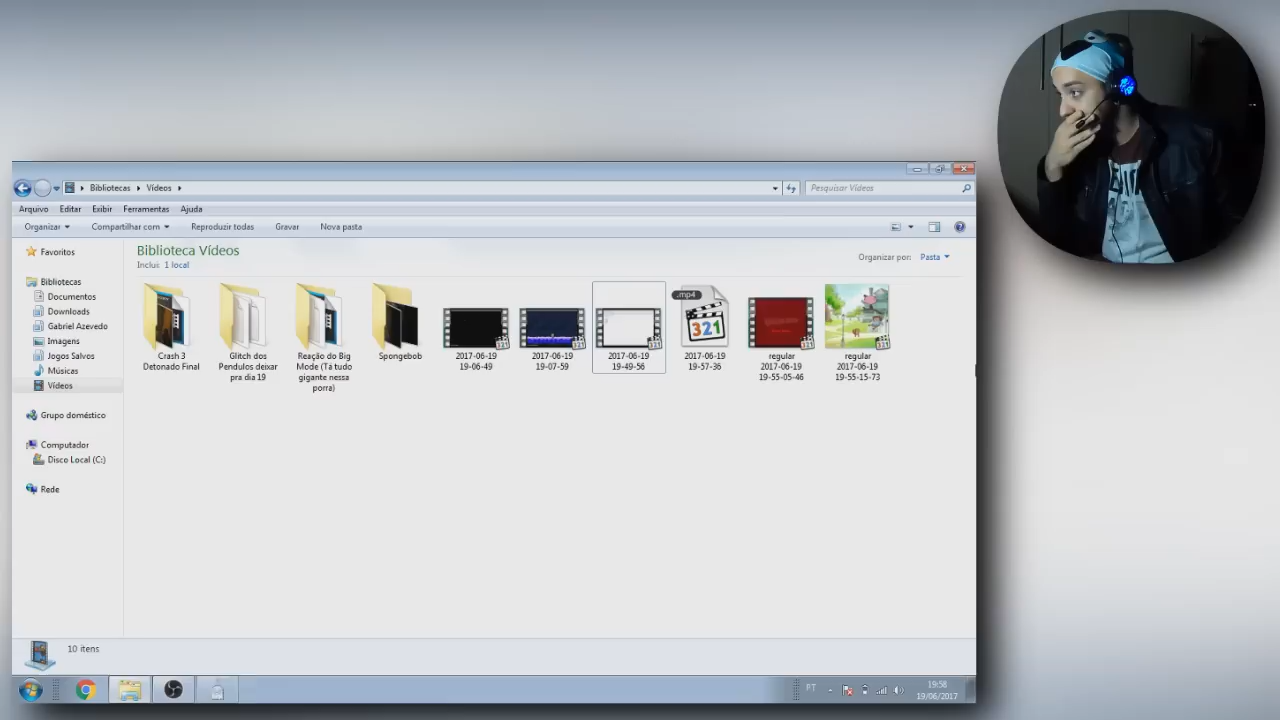 Bibliotecas Vídeos
Pesquisar Vídeos
Arquivo Editar Exibir Ferramentas Ajuda
Organizar Compartilhar com Reproduzir todas Gravar Nova pasta
Favoritos
Bibliotecas
Documentos
Downloads
Gabriel Azevedo
Imagens
Jogos Salvos
Músicas
Vídeos
Grupo doméstico
Computador
Disco Local (C:)
Rede
Biblioteca Vídeos
Inclui: 1 local
Organizar por: Pasta
Crash 3
Detonado Final
Glitch dos
Pendulos deixar
pra dia 19
Reação do Big
Mode (Tá tudo
gigante nessa
porra)
Spongebob
2017-06-19
19-06-49
2017-06-19
19-07-59
2017-06-19
19-49-56
.mp4
321
2017-06-19
19-57-36
regular
2017-06-19
19-55-05-46
regular
2017-06-19
19-55-15-73
10 itens
PT
19:58
19/06/2017